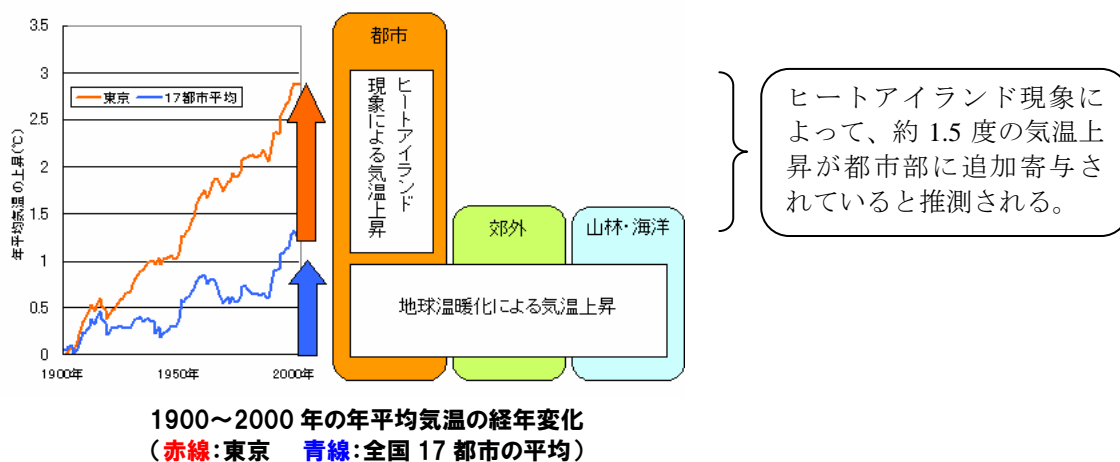 3.5
3
2.5
2
1.5
1
0.5
0
年平均気温の上昇(℃)
東京
17都市平均
1900年
1950年
2000年
都市
ヒートアイランド
現象による気温上昇
郊外
山林・海洋
地球温暖化による気温上昇
ヒートアイランド現象に
よって、約 1.5 度の気温上
昇が都市部に追加寄与さ
れていると推測される。
1900～2000 年の年平均気温の経年変化
（赤線：東京 青線：全国 17 都市の平均）